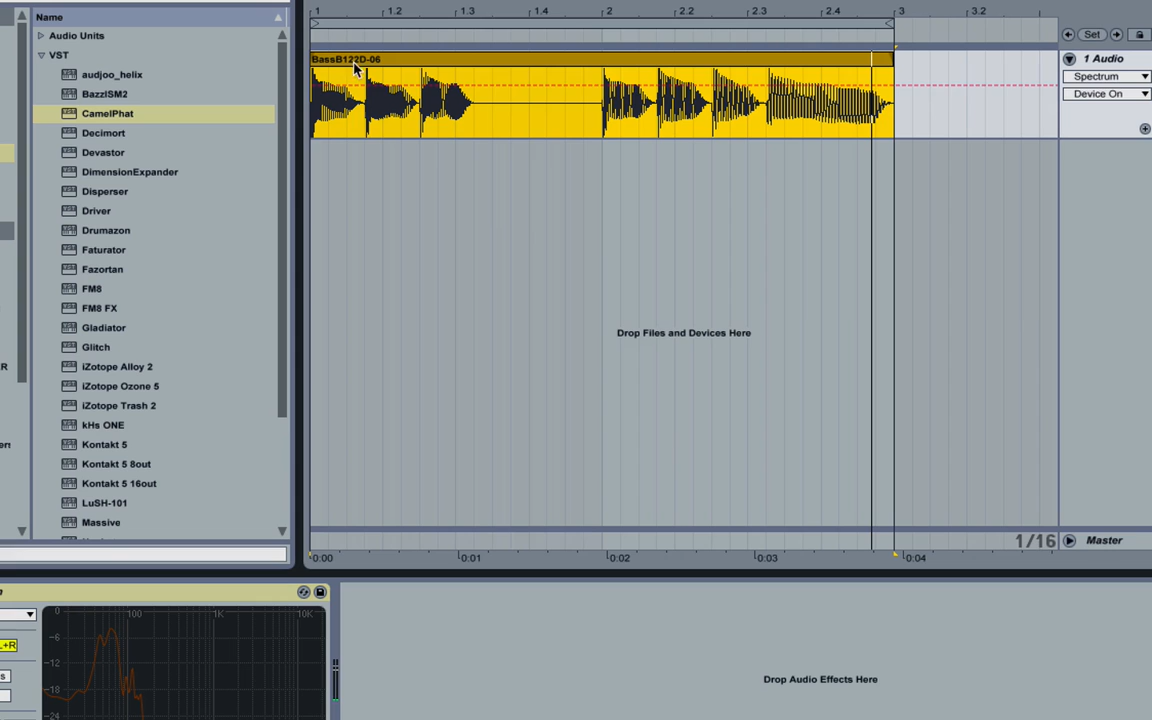 Name
Audio Units
VST
audjoo_helix
BazzISM2
CamelPhat
Decimort
Devastor
DimensionExpander
Disperser
Driver
Drumazon
Faturator
Fazortan
FM8
FM8 FX
Gladiator
Glitch
iZotope Alloy 2
iZotope Ozone 5
iZotope Trash 2
kHs ONE
Kontakt 5
Kontakt 5 8out
Kontakt 5 16out
LuSH-101
Massive
R
1 1.2 1.3 1.4 2 2.2 2.3 2.4 3 3.2
Set
BassB122D-06
1 Audio
Spectrum
Device On
Drop Files and Devices Here
1/16
Master
0:00 0:01 0:02 0:03 0:04
100 1K 10K
0
-6
-12
-18
-24
L+R
Drop Audio Effects Here